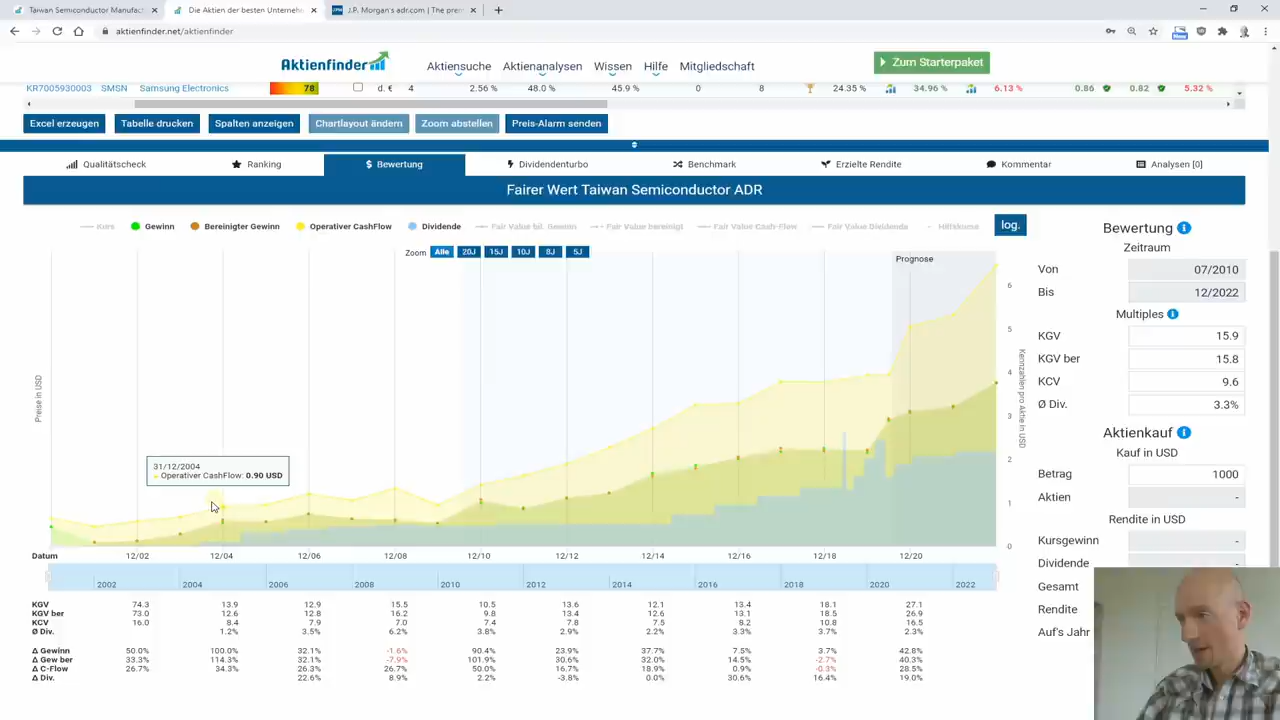 Taiwan Semiconductor Manufact
Die Aktien der besten Unterneh
J.P. Morgan's adr.com | The prem
aktienfinder.net/aktienfinder
New
Aktienfinder
Aktiensuche Aktienanalysen Wissen Hilfe Mitgliedschaft
Zum Starterpaket
KR7005930003 SMSN Samsung Electronics 78 d. € 4 2.56 % 48.0 % 45.9 % 0 8 24.35 % 34.96 % 6.13 % 0.86 0.82 5.32 %
Excel erzeugen Tabelle drucken Spalten anzeigen Chartlayout ändern Zoom abstellen Preis-Alarm senden
Qualitätscheck Ranking Bewertung Dividendenturbo Benchmark Erzielte Rendite Kommentar Analysen [0]
Fairer Wert Taiwan Semiconductor ADR
Kurs Gewinn Bereinigter Gewinn Operativer CashFlow Dividende Fair Value bil. Gewinn Fair Value bereinigt Fair Value Cash-Flow Fair Value Dividende Hilfskurse
log.
Zoom Alle 20J 15J 10J 8J 5J
Prognose
Preise in USD
Kennzahlen pro Aktie in USD
6
5
4
3
2
1
0
31/12/2004
Operativer CashFlow: 0.90 USD
Datum 12/02 12/04 12/06 12/08 12/10 12/12 12/14 12/16 12/18 12/20
2002 2004 2006 2008 2010 2012 2014 2016 2018 2020 2022
KGV 74.3 13.9 12.9 15.5 10.5 13.6 12.1 13.4 18.1 27.1
KGV ber 73.0 12.6 12.8 16.2 9.8 13.4 12.6 13.1 18.5 26.9
KCV 16.0 8.4 7.9 7.0 7.4 7.8 7.5 8.2 10.8 16.5
Ø Div. 1.2% 3.5% 6.2% 3.8% 2.9% 2.2% 3.3% 3.7% 2.3%
Δ Gewinn 50.0% 100.0% 32.1% -1.6% 90.4% 23.9% 37.7% 7.5% 3.7% 42.8%
Δ Gew ber 33.3% 114.3% 32.1% -7.9% 101.9% 30.6% 32.0% 14.5% -2.7% 40.3%
Δ C-Flow 26.7% 34.3% 26.3% 26.7% 50.0% 16.7% 18.9% 0.9% -0.3% 28.5%
Δ Div. 22.6% 8.9% 2.2% -3.8% 0.0% 30.6% 16.4% 19.0%
Bewertung
Zeitraum
Von 07/2010
Bis 12/2022
Multiples
KGV 15.9
KGV ber 15.8
KCV 9.6
Ø Div. 3.3%
Aktienkauf
Kauf in USD
Betrag 1000
Aktien -
Rendite in USD
Kursgewinn -
Dividende
Gesamt
Rendite
Auf's Jahr